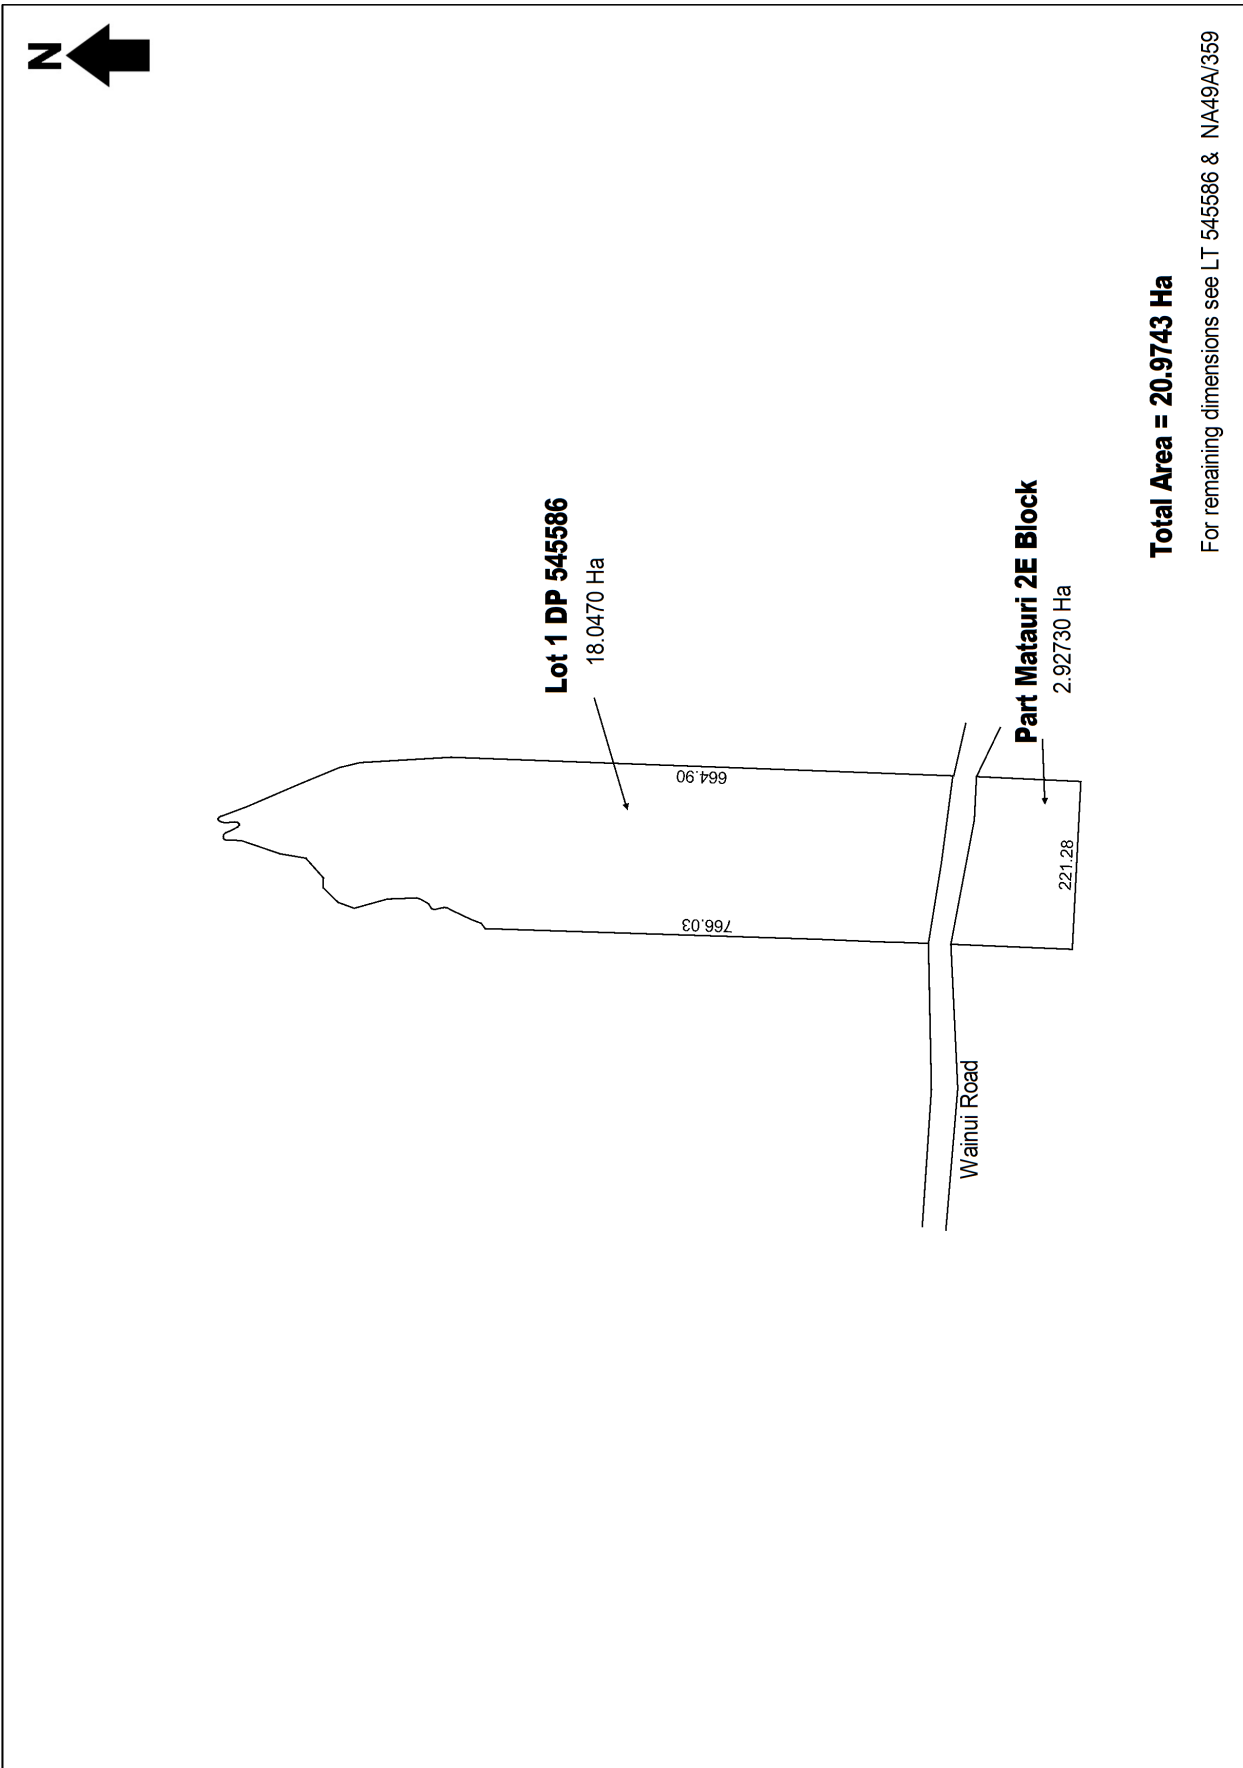 N
Lot 1 DP 545586
18.0470 Ha
664.90
766.03
Wainui Road
Part Matauri 2E Block
2.92730 Ha
221.28
Total Area = 20.9743 Ha
For remaining dimensions see LT 545586 & NA49A/359